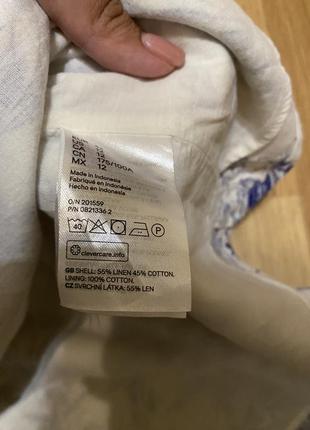 175/100A
MX 12
Made in Indonesia
Fabriqué en Indonésie
Hecho en Indonesia
O/N 201559
P/N 0821336.2
40 P
clevercare.info
GB SHELL: 55% LINEN 45% COTTON.
LINING: 100% COTTON.
CZ SVRCHNÍ LÁTKA: 55% LEN